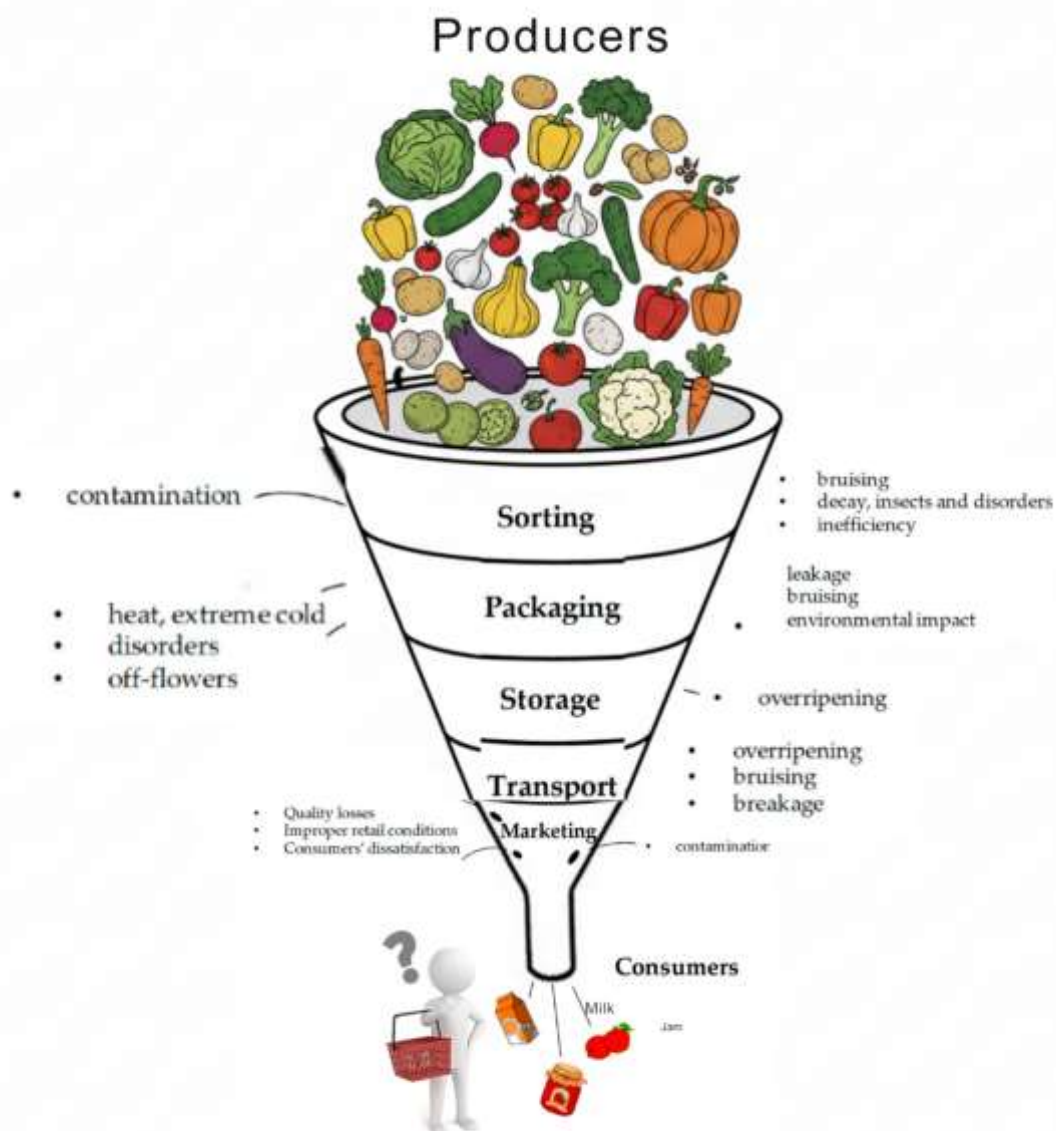 Producers
• contamination
Sorting
• bruising
• decay, insects and disorders
• inefficiency
• heat, extreme cold
• disorders
• off-flowers
Packaging
leakage
bruising
• environmental impact
Storage
• overripening
Transport
• overripening
• bruising
• breakage
• Quality losses
• Improper retail conditions
• Consumers' dissatisfaction
Marketing
• contaminatior
Consumers
Milk
Jam